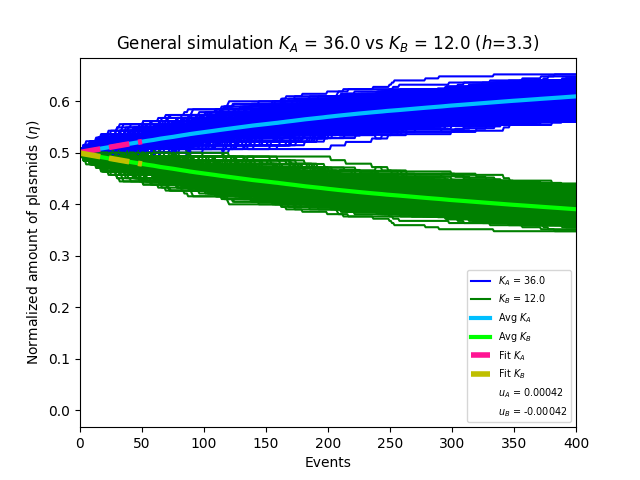 General simulation K_A = 36.0 vs K_B = 12.0 (h=3.3)
Normalized amount of plasmids (η)
0.6
0.5
0.4
0.3
0.2
0.1
0.0
K_A = 36.0
K_B = 12.0
Avg K_A
Avg K_B
Fit K_A
Fit K_B
u_A = 0.00042
u_B = -0.00042
0 50 100 150 200 250 300 350 400
Events